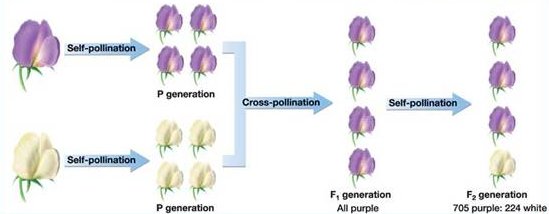 Self-pollination
P generation
Self-pollination
P generation
Cross-pollination
F₁ generation
All purple
Self-pollination
F₂ generation
705 purple: 224 white